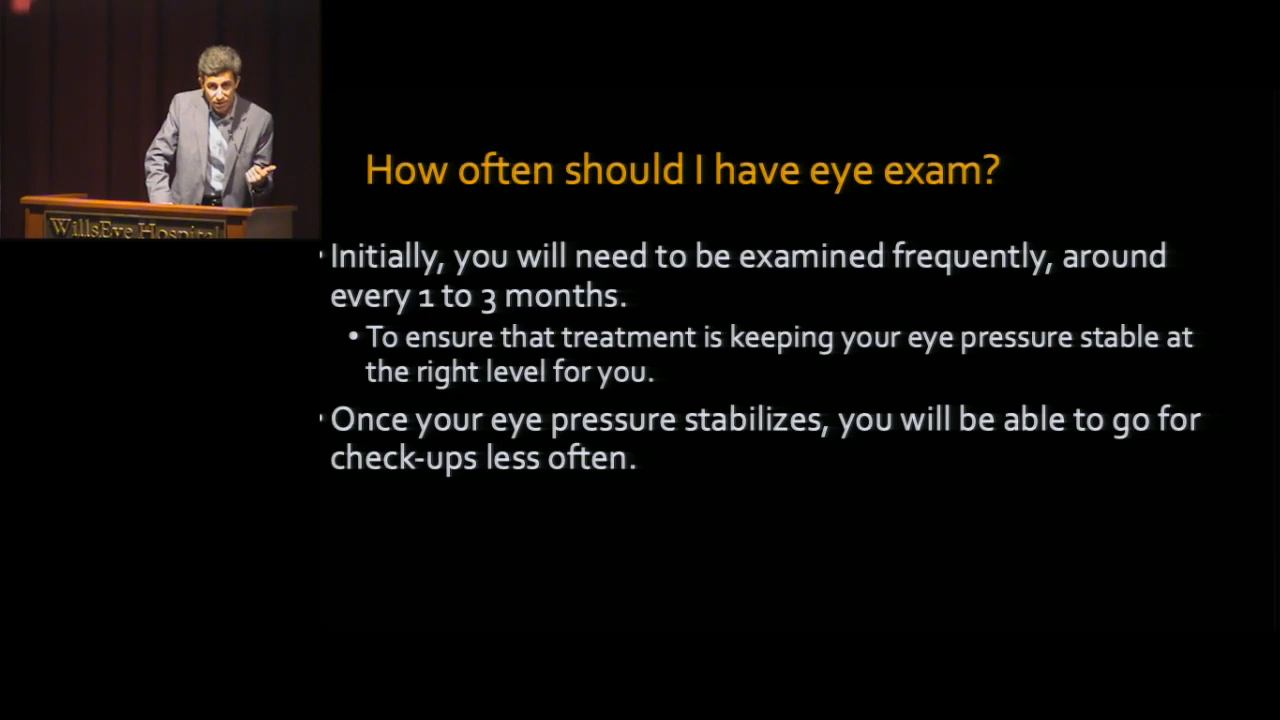 WillsEye Hospital
How often should I have eye exam?
• Initially, you will need to be examined frequently, around
every 1 to 3 months.
• To ensure that treatment is keeping your eye pressure stable at
the right level for you.
• Once your eye pressure stabilizes, you will be able to go for
check-ups less often.